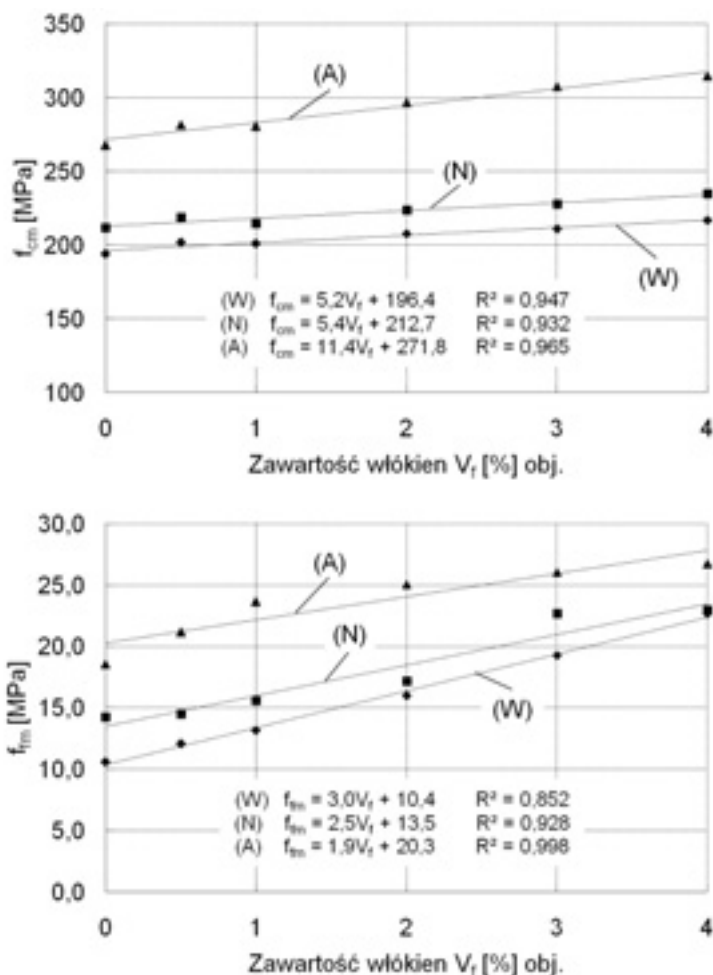 350
300
250
200
150
100
f_cm [MPa]
(A)
(N)
(W)
(W) f_cm = 5,2V_f + 196,4 R² = 0,947
(N) f_cm = 5,4V_f + 212,7 R² = 0,932
(A) f_cm = 11,4V_f + 271,8 R² = 0,965
0 1 2 3 4
Zawartość włókien V_f [%] obj.
30,0
25,0
20,0
15,0
10,0
5,0
0,0
f_fm [MPa]
(A)
(N)
(W)
(W) f_fm = 3,0V_f + 10,4 R² = 0,852
(N) f_fm = 2,5V_f + 13,5 R² = 0,928
(A) f_fm = 1,9V_f + 20,3 R² = 0,998
0 1 2 3 4
Zawartość włókien V_f [%] obj.